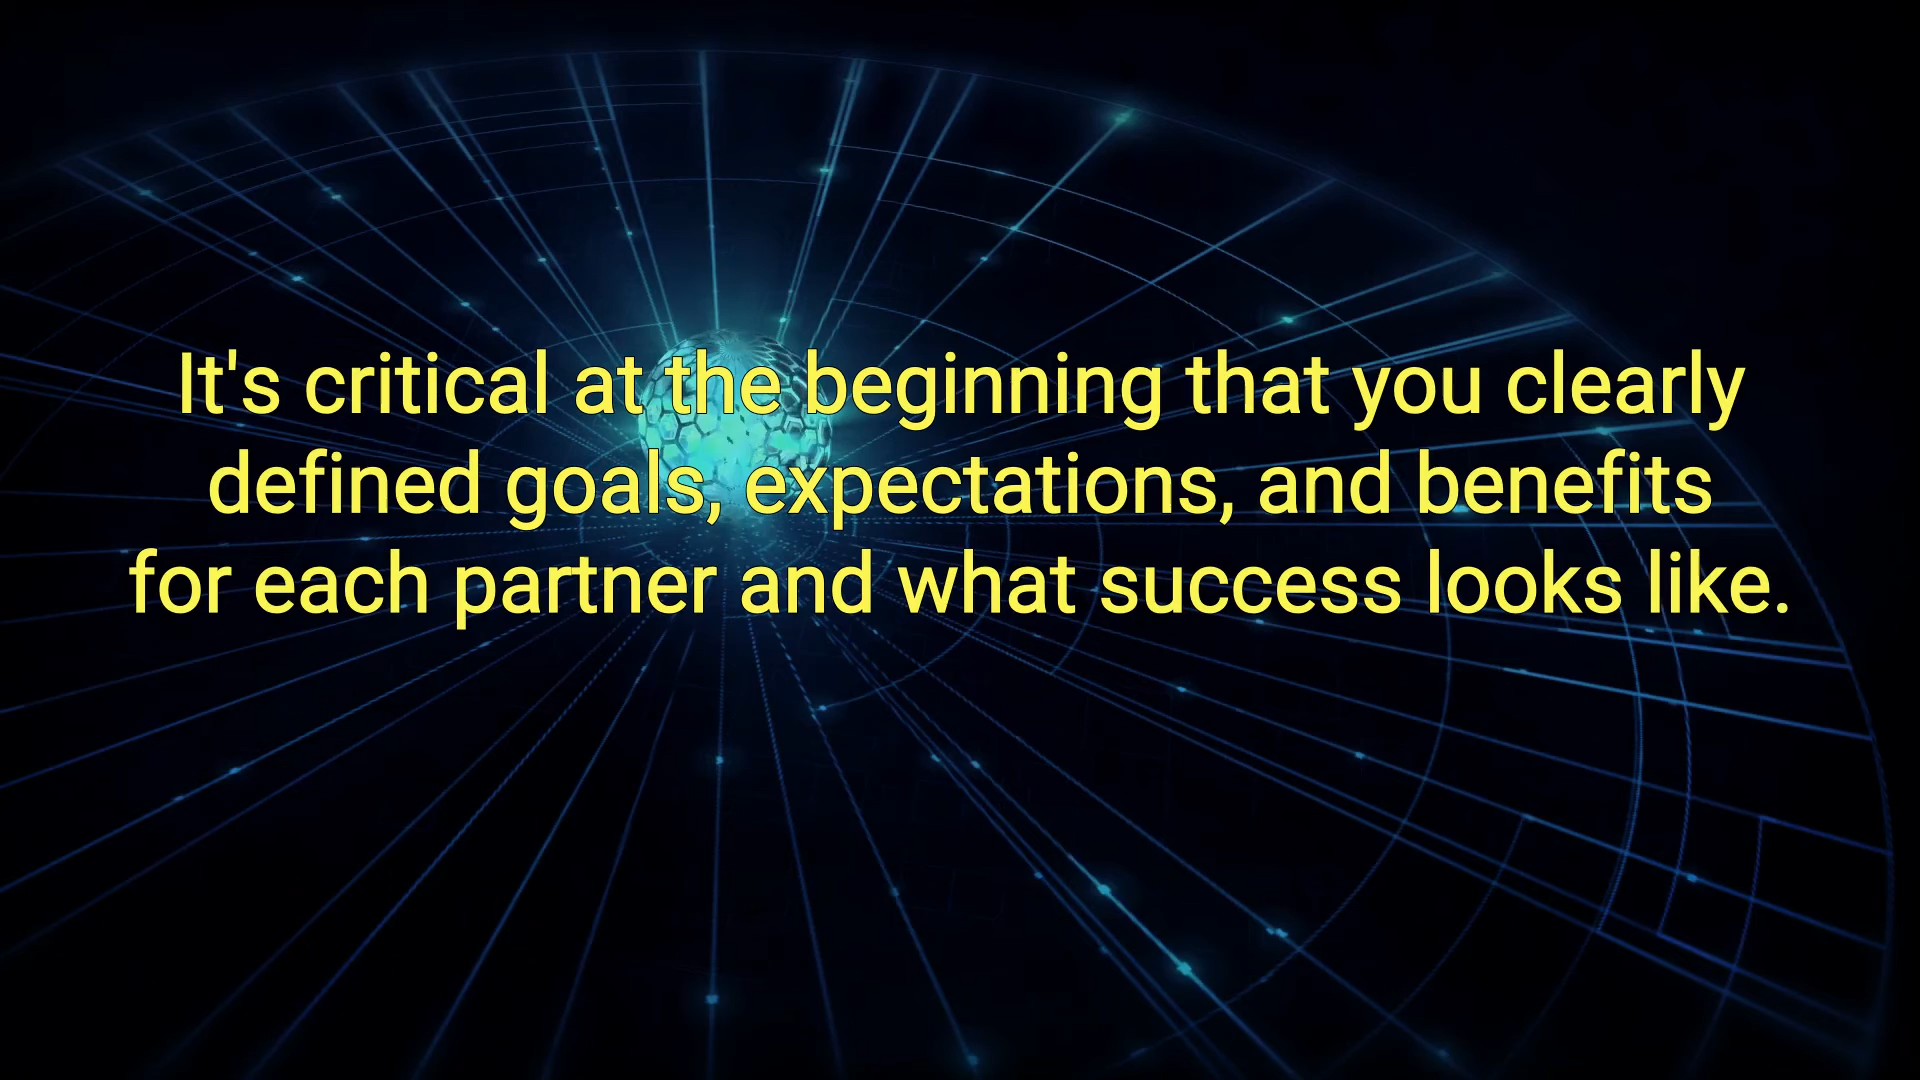 It's critical at the beginning that you clearly
defined goals, expectations, and benefits
for each partner and what success looks like.